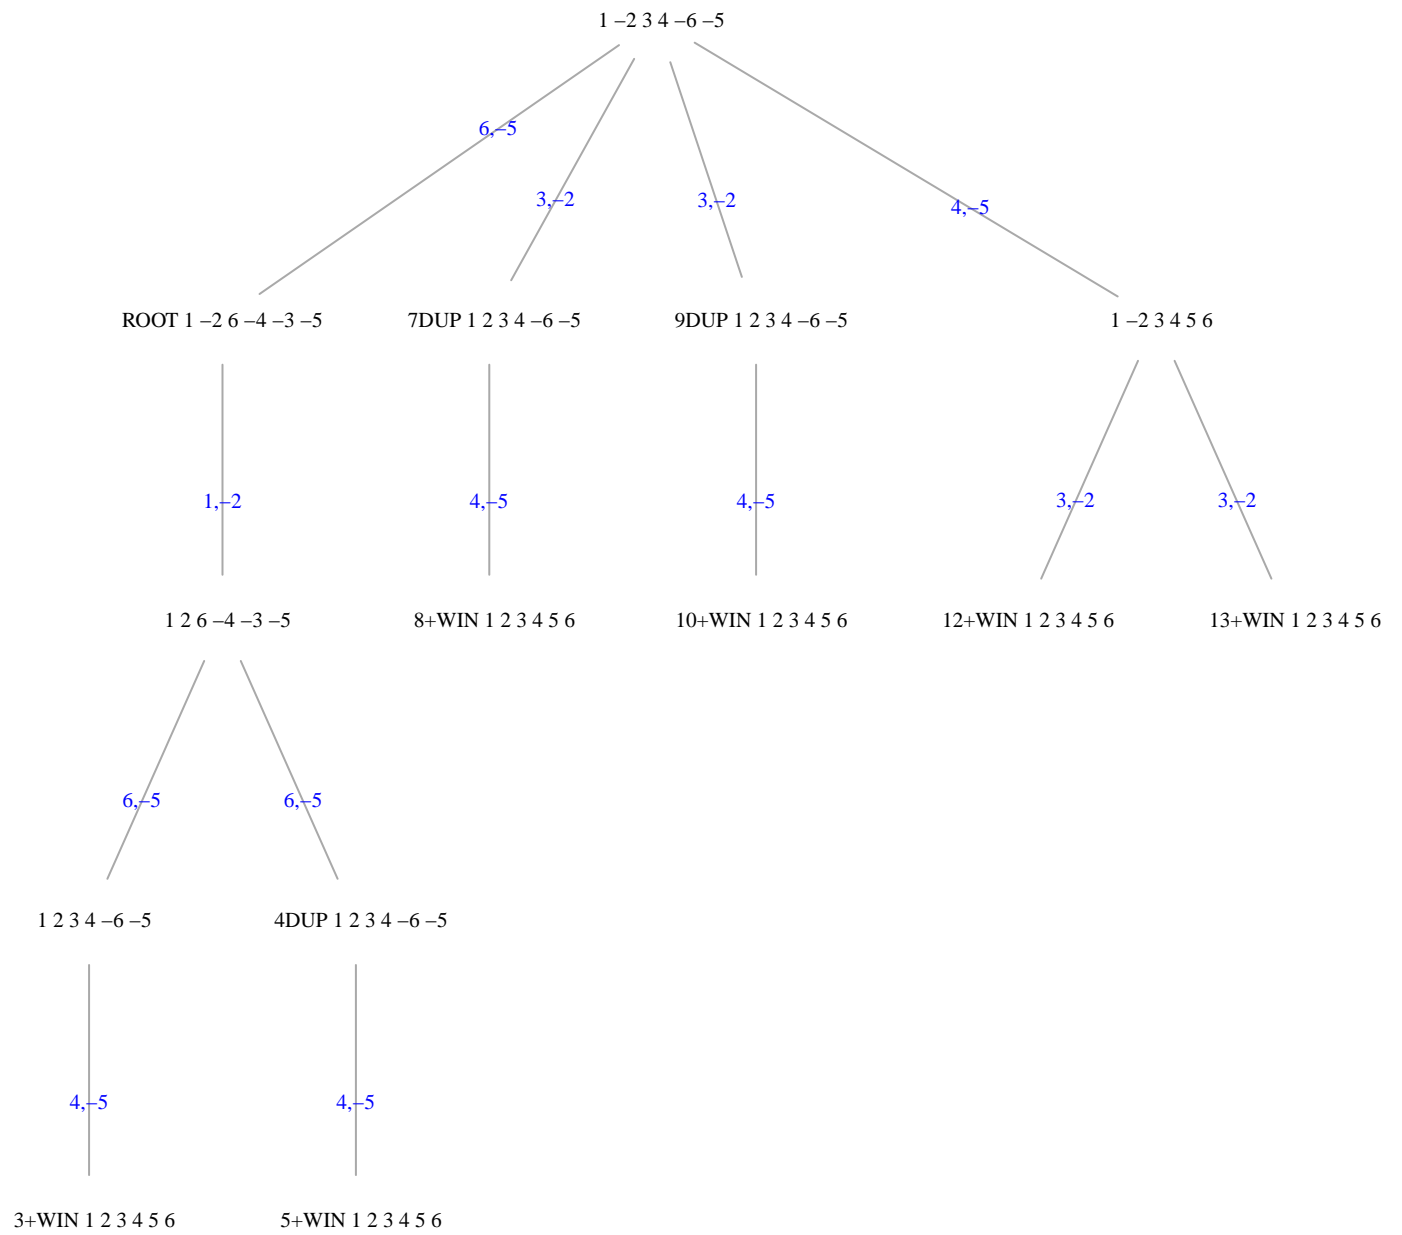 1 –2 3 4 –6 –5
6,–5
3,–2
3,–2
4,–5
ROOT 1 –2 6 –4 –3 –5
7DUP 1 2 3 4 –6 –5
9DUP 1 2 3 4 –6 –5
1 –2 3 4 5 6
1,–2
4,–5
4,–5
3,–2
3,–2
1 2 6 –4 –3 –5
8+WIN 1 2 3 4 5 6
10+WIN 1 2 3 4 5 6
12+WIN 1 2 3 4 5 6
13+WIN 1 2 3 4 5 6
6,–5
6,–5
1 2 3 4 –6 –5
4DUP 1 2 3 4 –6 –5
4,–5
4,–5
3+WIN 1 2 3 4 5 6
5+WIN 1 2 3 4 5 6